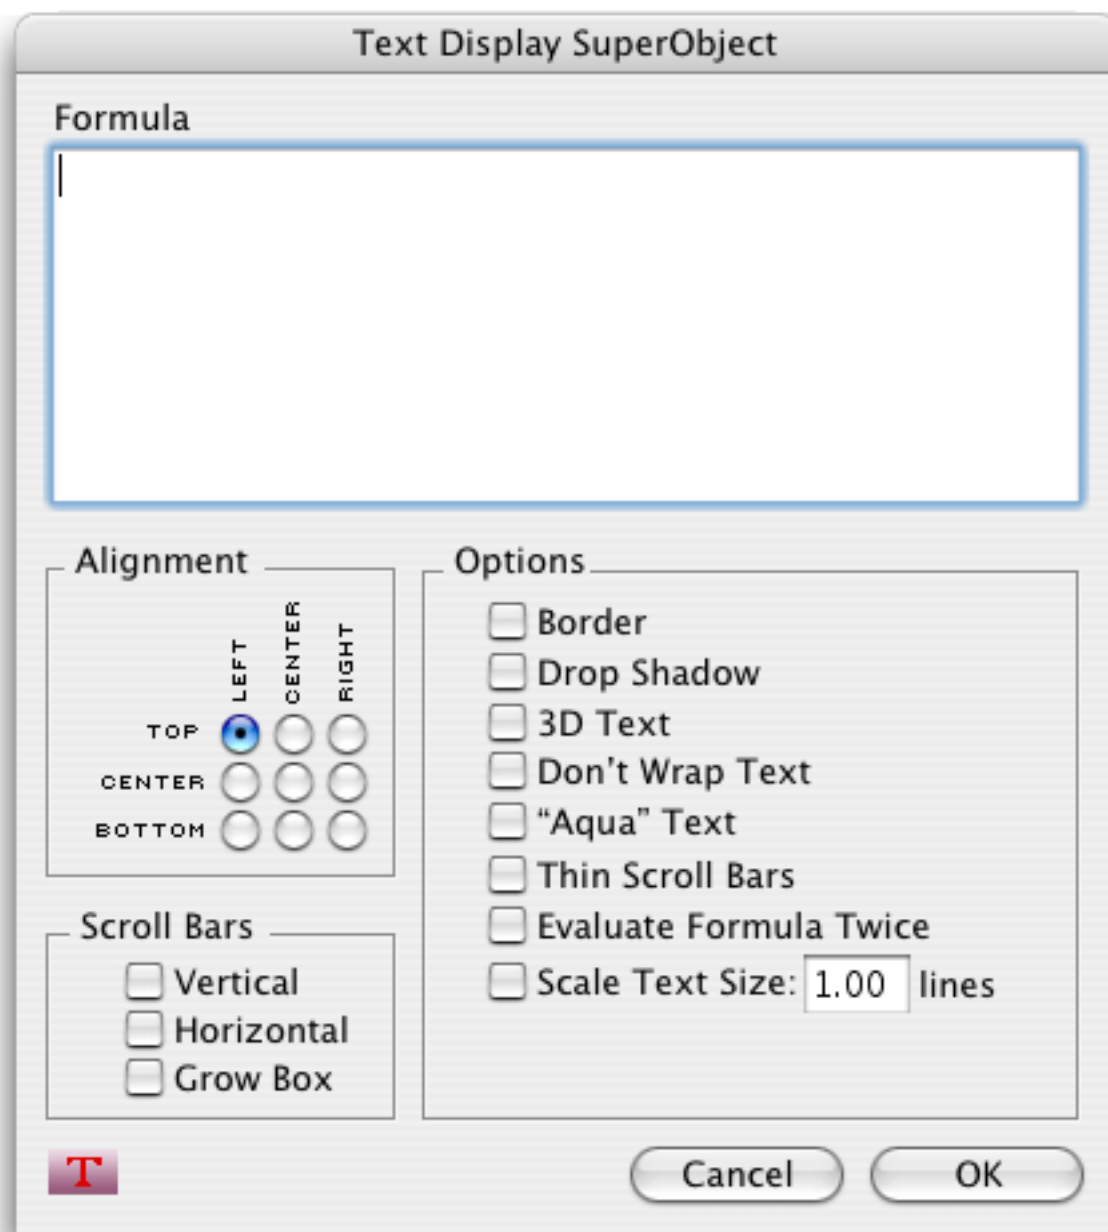 Text Display SuperObject
Formula
Alignment
LEFT
CENTER
RIGHT
TOP
CENTER
BOTTOM
Options
Border
Drop Shadow
3D Text
Don't Wrap Text
“Aqua” Text
Thin Scroll Bars
Evaluate Formula Twice
Scale Text Size: 1.00 lines
Scroll Bars
Vertical
Horizontal
Grow Box
T
Cancel
OK